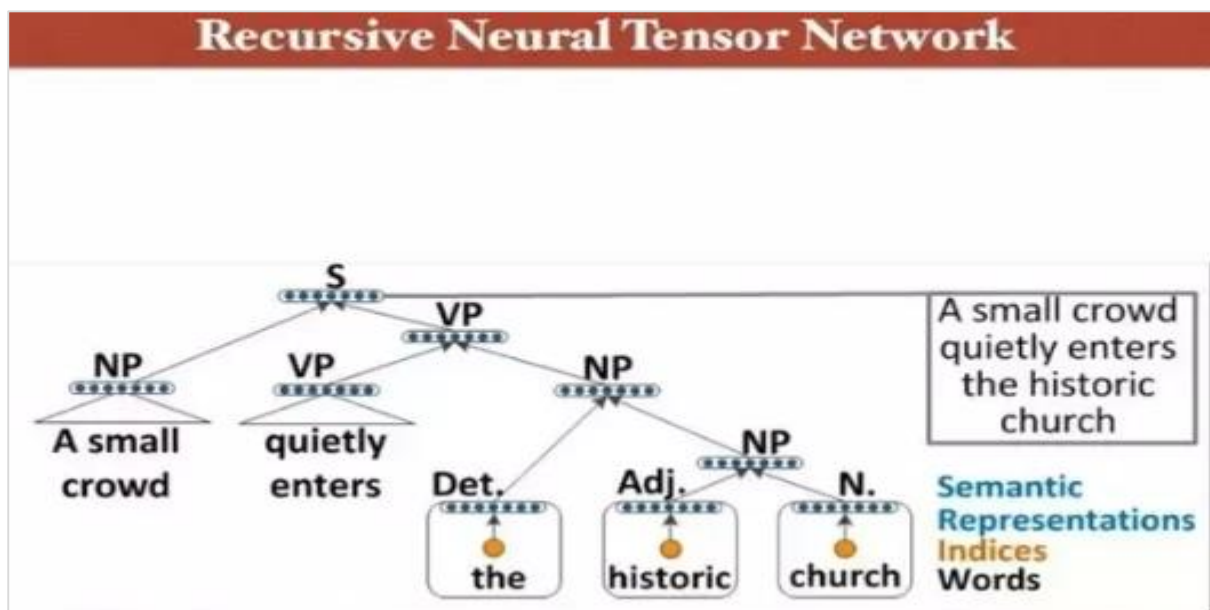 Recursive Neural Tensor Network
S
VP
NP
VP
NP
A small
crowd
quietly
enters
NP
Det.
Adj.
N.
the
historic
church
A small crowd
quietly enters
the historic
church
Semantic
Representations
Indices
Words